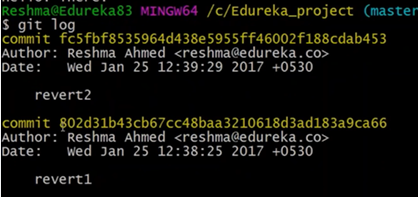 Reshma@Edureka83 MINGW64 /c/Edureka_project (master
$ git log
commit fc5fbf8535964d438e5955ff46002f188cdab453
Author: Reshma Ahmed <reshma@edureka.co>
Date:   Wed Jan 25 12:39:29 2017 +0530
revert2
commit 802d31b43cb67cc48baa3210618d3ad183a9ca66
Author: Reshma Ahmed <reshma@edureka.co>
Date:   Wed Jan 25 12:38:25 2017 +0530
revert1